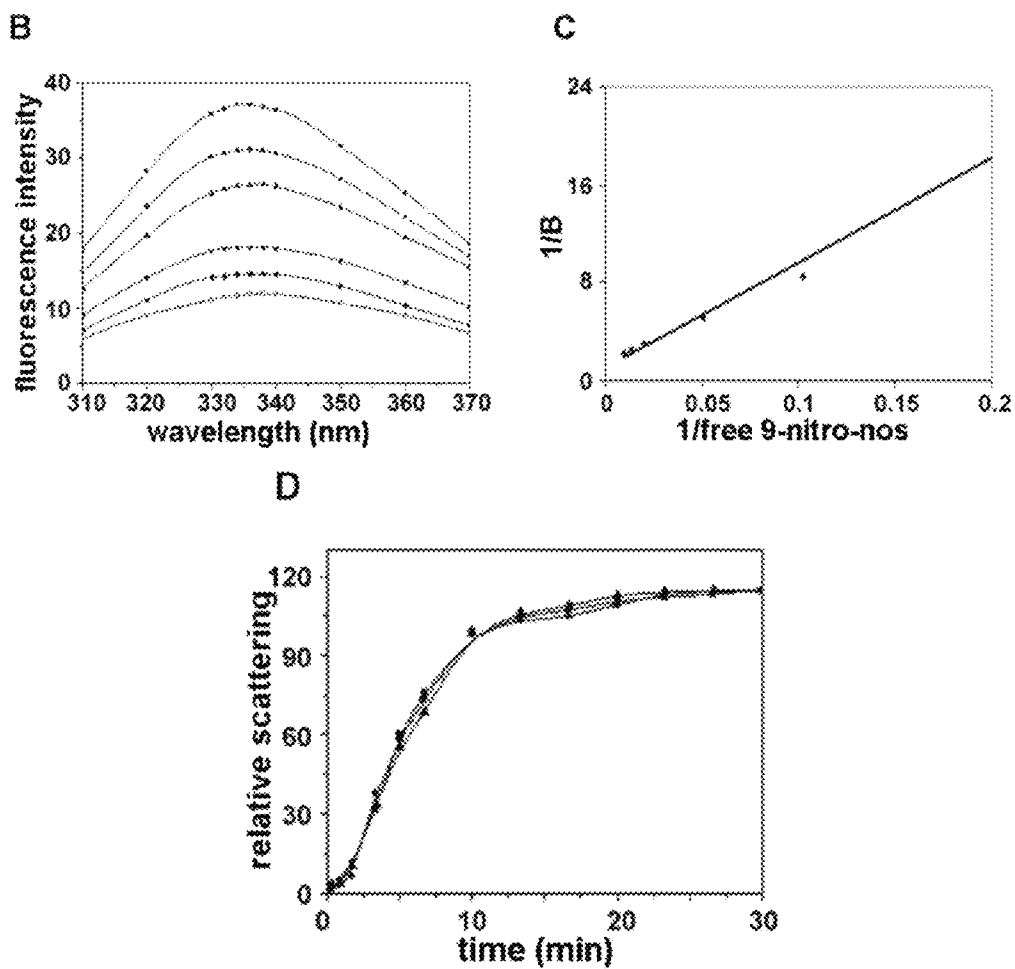 B
fluorescence intensity
40
30
20
10
0
310 320 330 340 350 360 370
wavelength (nm)
C
1/B
24
16
8
0
0 0.05 0.1 0.15 0.2
1/free 9-nitro-nos
D
relative scattering
120
90
60
30
0
0 10 20 30
time (min)